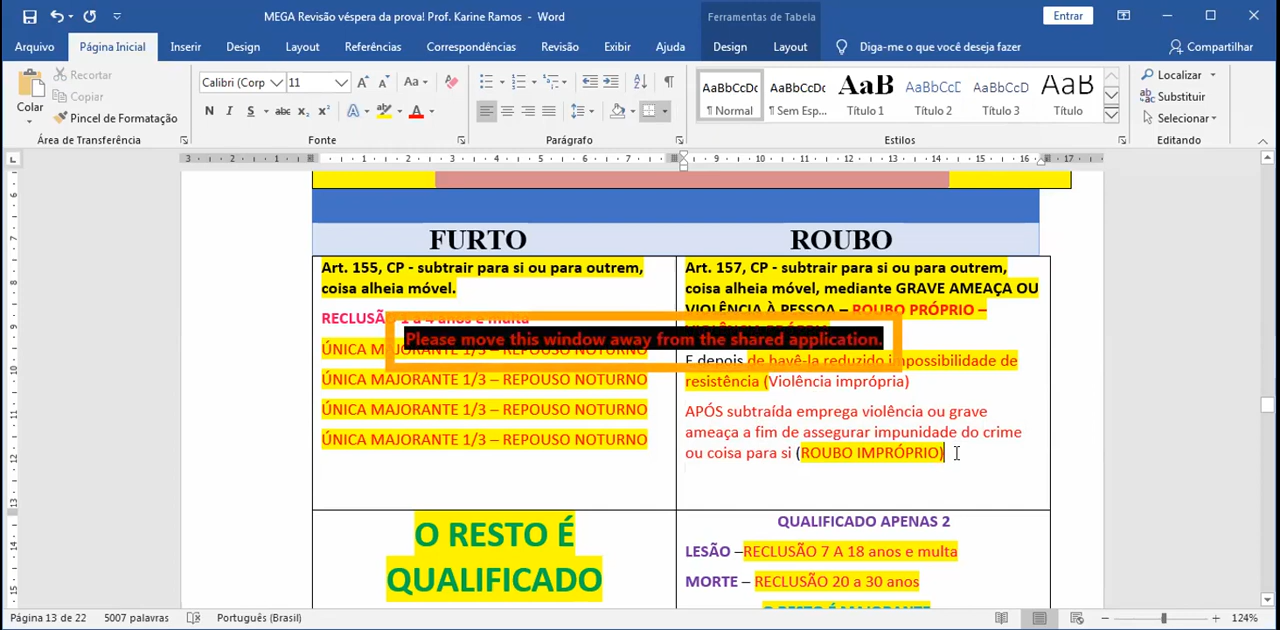 MEGA Revisão véspera da prova! Prof. Karine Ramos - Word
Ferramentas de Tabela
Entrar
Arquivo
Página Inicial
Inserir
Design
Layout
Referências
Correspondências
Revisão
Exibir
Ajuda
Design
Layout
Diga-me o que você deseja fazer
Compartilhar
Colar
Recortar
Copiar
Pincel de Formatação
Área de Transferência
Calibri (Corp
11
Fonte
Parágrafo
AaBbCcDc
¶ Normal
AaBbCcDc
¶ Sem Esp...
AaB
Título 1
AaBbCcD
Título 2
AaBbCcD
Título 3
AaH
Título
Estilos
Localizar
Substituir
Selecionar
Editando
FURTO
Art. 155, CP - subtrair para si ou para outrem,
coisa alheia móvel.
RECLUSÃO 1 a 4 anos e multa
ÚNICA MAJORANTE 1/3 – REPOUSO NOTURNO
ÚNICA MAJORANTE 1/3 – REPOUSO NOTURNO
ÚNICA MAJORANTE 1/3 – REPOUSO NOTURNO
ÚNICA MAJORANTE 1/3 – REPOUSO NOTURNO
ROUBO
Art. 157, CP - subtrair para si ou para outrem,
coisa alheia móvel, mediante GRAVE AMEAÇA OU
VIOLÊNCIA À PESSOA – ROUBO PRÓPRIO –
Please move this window away from the shared application.
E depois de havê-la reduzido impossibilidade de
resistência (Violência imprópria)
APÓS subtraída emprega violência ou grave
ameaça a fim de assegurar impunidade do crime
ou coisa para si (ROUBO IMPRÓPRIO)
O RESTO É
QUALIFICADO
QUALIFICADO APENAS 2
LESÃO –RECLUSÃO 7 A 18 anos e multa
MORTE – RECLUSÃO 20 a 30 anos
O RESTO É MAJORANTE
Página 13 de 22
5007 palavras
Português (Brasil)
124%